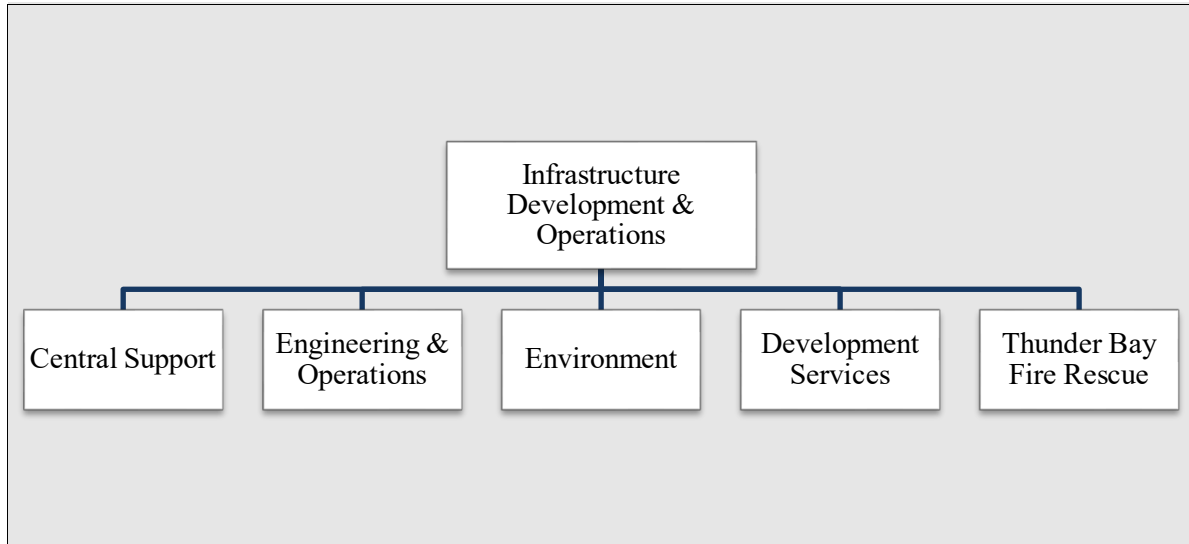 Infrastructure
Development &
Operations
Central Support
Engineering &
Operations
Environment
Development
Services
Thunder Bay
Fire Rescue